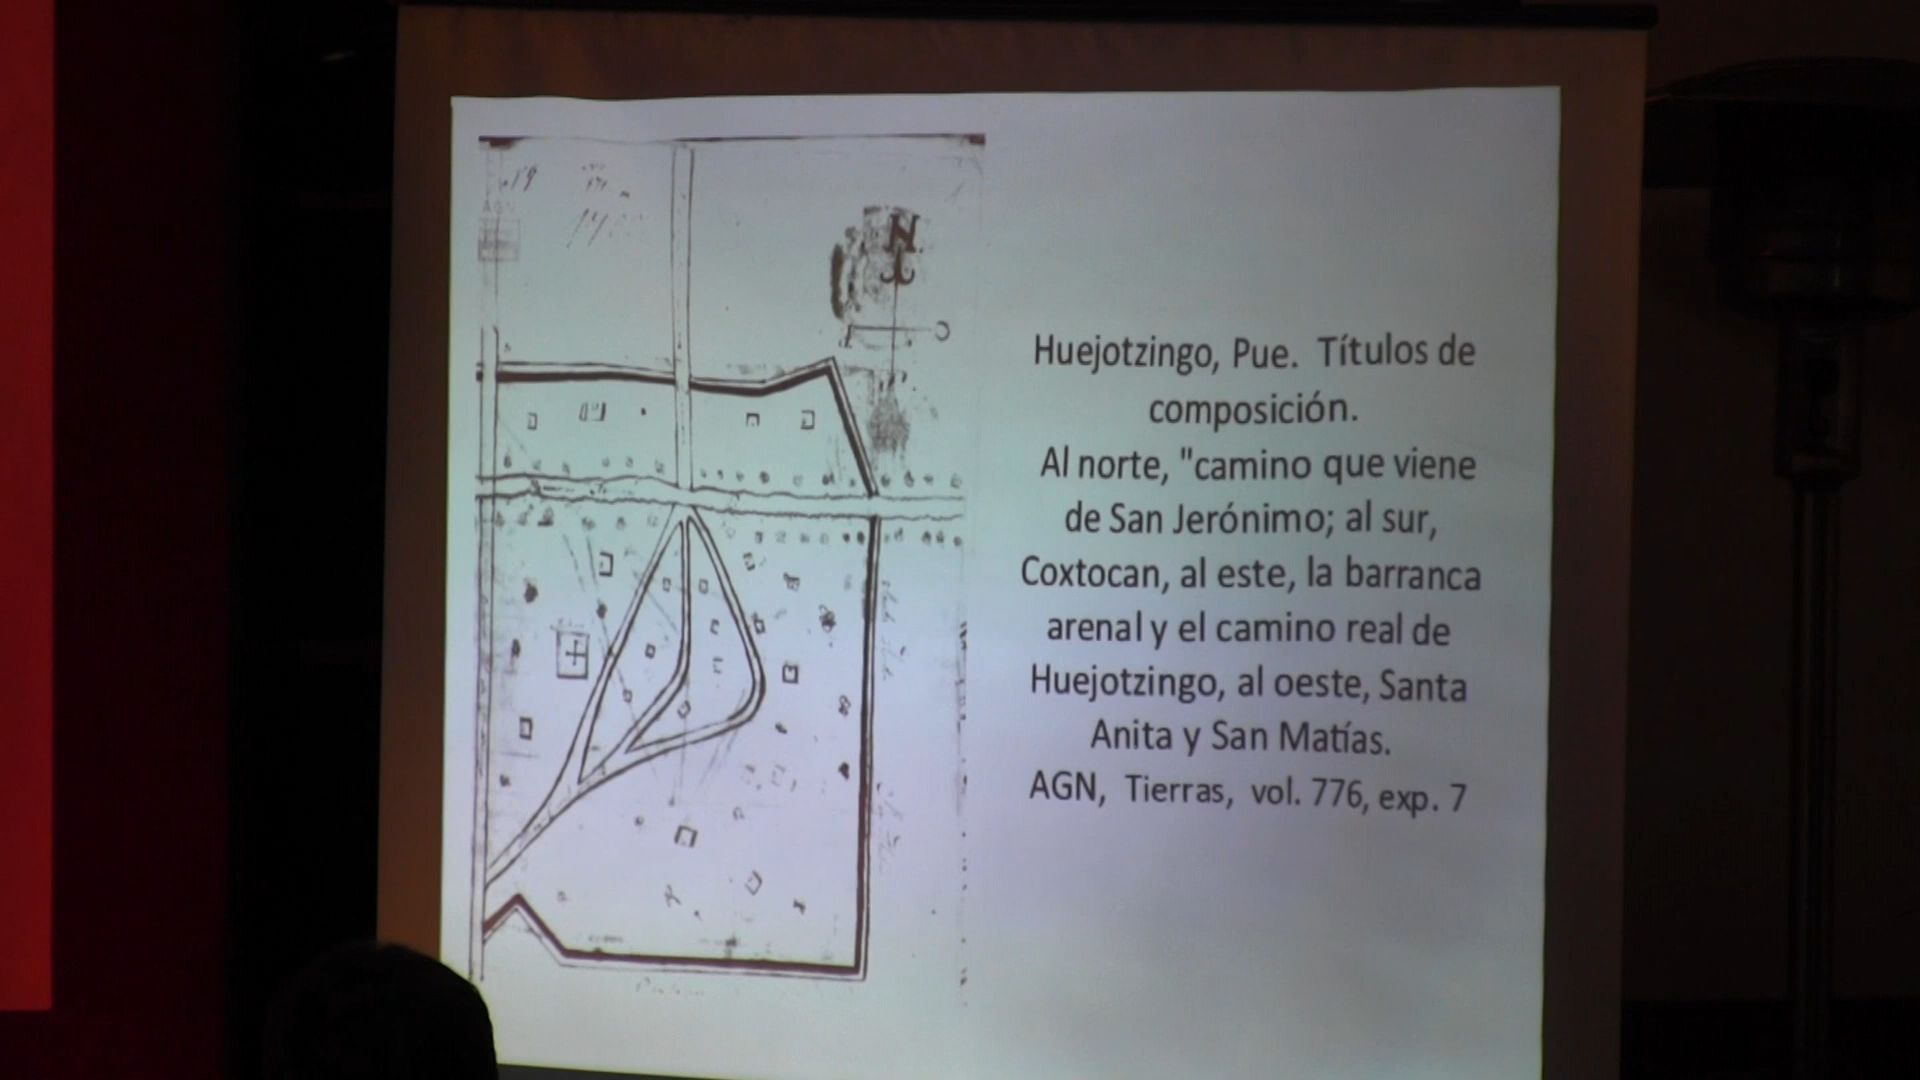 AGN
N
Huejotzingo, Pue. Títulos de
composición.
Al norte, "camino que viene
de San Jerónimo; al sur,
Coxtocan, al este, la barranca
arenal y el camino real de
Huejotzingo, al oeste, Santa
Anita y San Matías.
AGN, Tierras, vol. 776, exp. 7